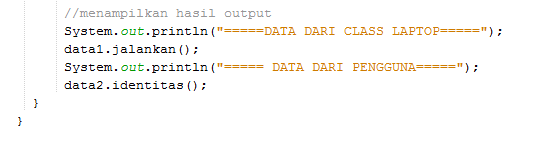 //menampilkan hasil output
System.out.println("=====DATA DARI CLASS LAPTOP=====");
data1.jalankan();
System.out.println("===== DATA DARI PENGGUNA=====");
data2.identitas();
}
}